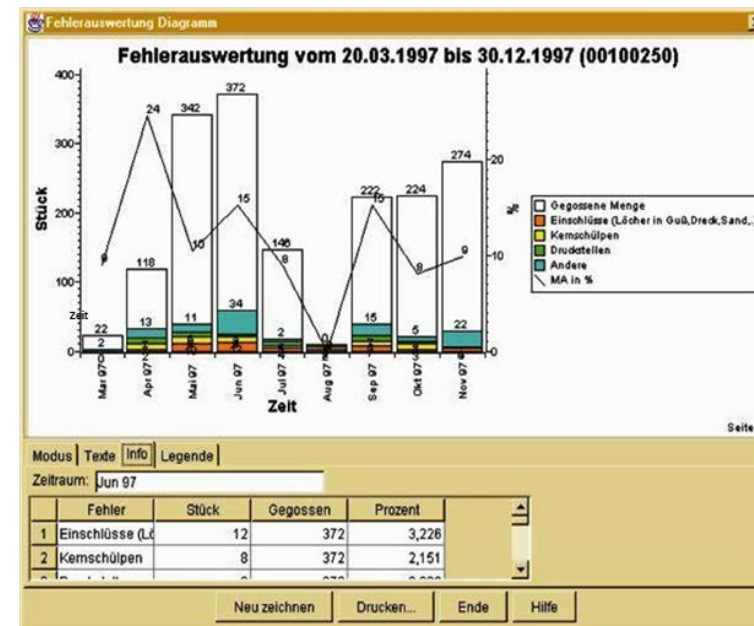 Fehlerauswertung Diagramm
Fehlerauswertung vom 20.03.1997 bis 30.12.1997 (00100250)
400
300
200
100
0
Stück
Zeit
372
342
24
118
15
10
9
22
2
13
11
34
146
8
2
0
222
15
15
224
8
5
274
9
22
20
10
0
%
Mar 97
Apr 97
Mai 97
Jun 97
Jul 97
Aug 97
Sep 97
Okt 97
Nov 97
Zeit
Gegossene Menge
Einschlüsse (Löcher in Guß,Dreck,Sand,.
Kernschülpen
Druckstellen
Andere
MA in %
Seite
Modus Texte Info Legende
Zeitraum: Jun 97
Fehler Stück Gegossen Prozent
1 Einschlüsse (Lö 12 372 3,226
2 Kernschülpen 8 372 2,151
Neu zeichnen Drucken... Ende Hilfe